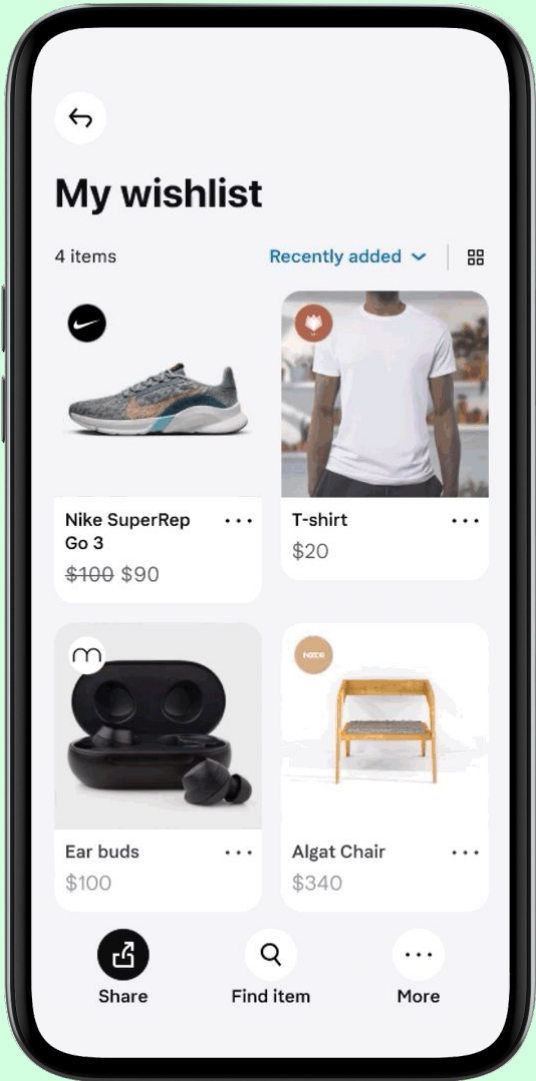 My wishlist
4 items
Recently added
Nike SuperRep
Go 3
$100 $90
T-shirt
$20
Ear buds
$100
Algat Chair
$340
Share
Find item
More